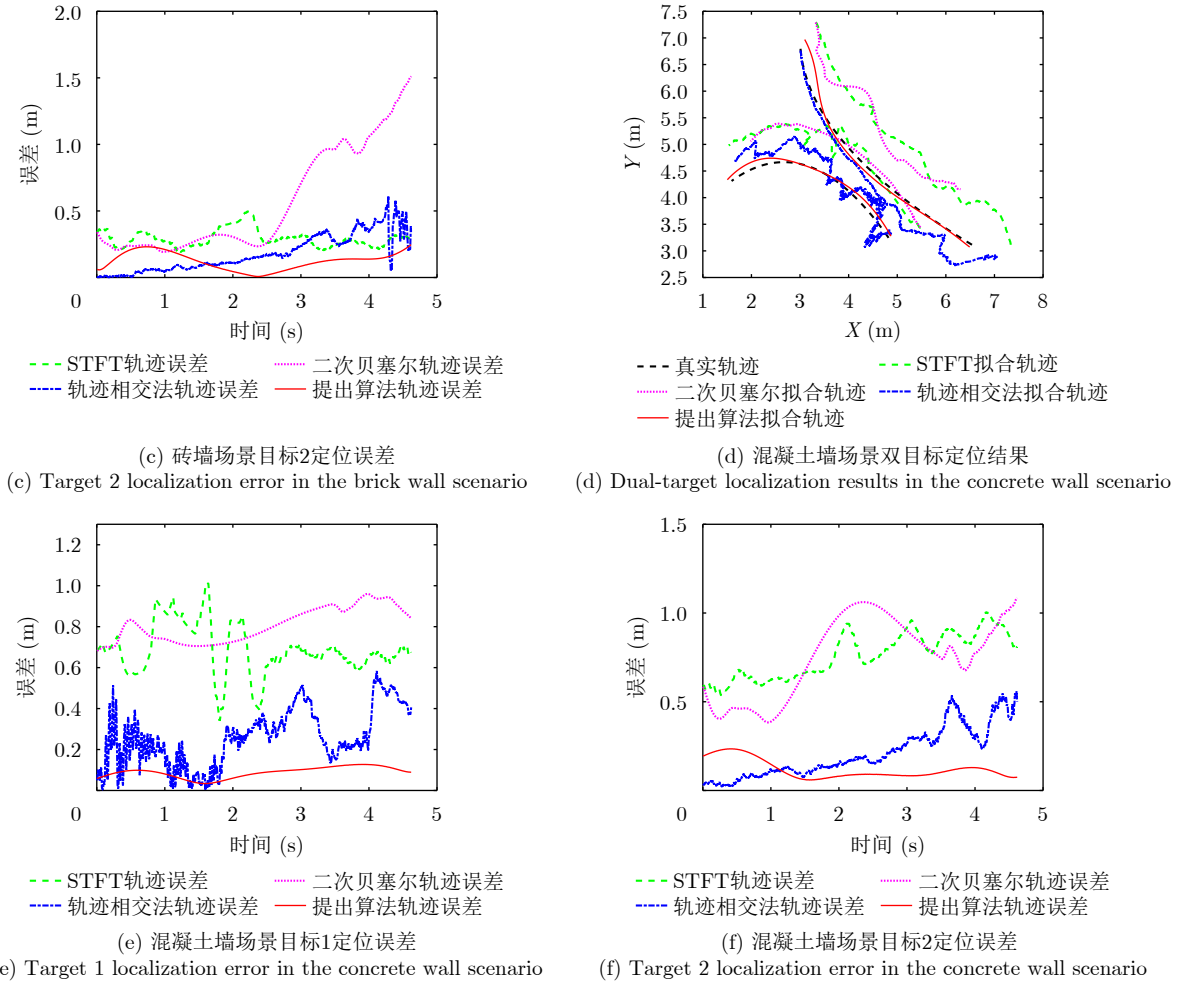 2.0
1.5
1.0
0.5
0 1 2 3 4 5
误差 (m)
时间 (s)
STFT轨迹误差 二次贝塞尔轨迹误差
轨迹相交法轨迹误差 提出算法轨迹误差
(c) 砖墙场景目标2定位误差
(c) Target 2 localization error in the brick wall scenario
7.5
7.0
6.5
6.0
5.5
5.0
4.5
4.0
3.5
3.0
2.5
1 2 3 4 5 6 7 8
Y (m)
X (m)
真实轨迹 STFT拟合轨迹
二次贝塞尔拟合轨迹 轨迹相交法拟合轨迹
提出算法拟合轨迹
(d) 混凝土墙场景双目标定位结果
(d) Dual-target localization results in the concrete wall scenario
1.2
1.0
0.8
0.6
0.4
0.2
0 1 2 3 4 5
误差 (m)
时间 (s)
STFT轨迹误差 二次贝塞尔轨迹误差
轨迹相交法轨迹误差 提出算法轨迹误差
(e) 混凝土墙场景目标1定位误差
e) Target 1 localization error in the concrete wall scenario
1.5
1.0
0.5
0 1 2 3 4 5
误差 (m)
时间 (s)
STFT轨迹误差 二次贝塞尔轨迹误差
轨迹相交法轨迹误差 提出算法轨迹误差
(f) 混凝土墙场景目标2定位误差
(f) Target 2 localization error in the concrete wall scenario